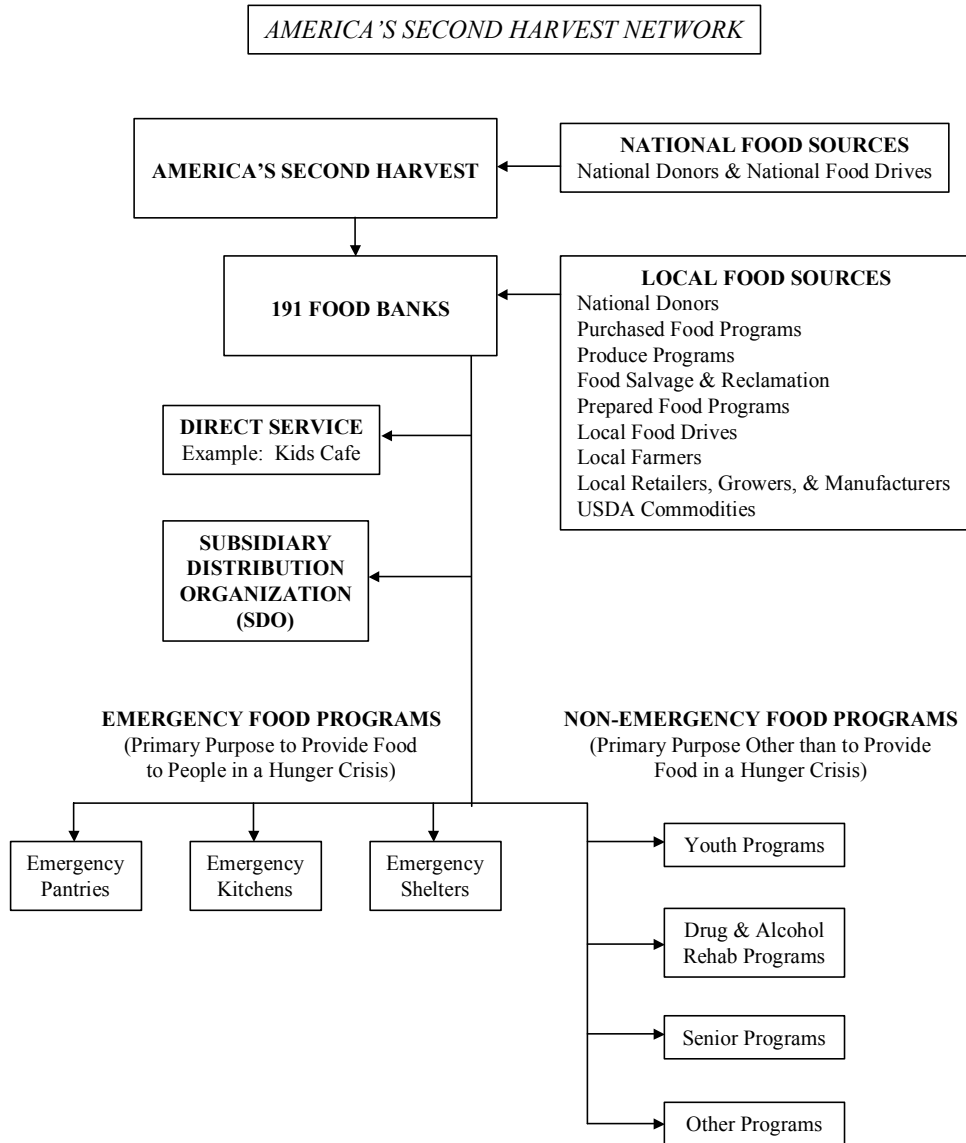 AMERICA'S SECOND HARVEST NETWORK
AMERICA'S SECOND HARVEST
NATIONAL FOOD SOURCES
National Donors & National Food Drives
191 FOOD BANKS
LOCAL FOOD SOURCES
National Donors
Purchased Food Programs
Produce Programs
Food Salvage & Reclamation
Prepared Food Programs
Local Food Drives
Local Farmers
Local Retailers, Growers, & Manufacturers
USDA Commodities
DIRECT SERVICE
Example:  Kids Cafe
SUBSIDIARY
DISTRIBUTION
ORGANIZATION
(SDO)
EMERGENCY FOOD PROGRAMS
(Primary Purpose to Provide Food
to People in a Hunger Crisis)
NON-EMERGENCY FOOD PROGRAMS
(Primary Purpose Other than to Provide
Food in a Hunger Crisis)
Emergency
Pantries
Emergency
Kitchens
Emergency
Shelters
Youth Programs
Drug & Alcohol
Rehab Programs
Senior Programs
Other Programs